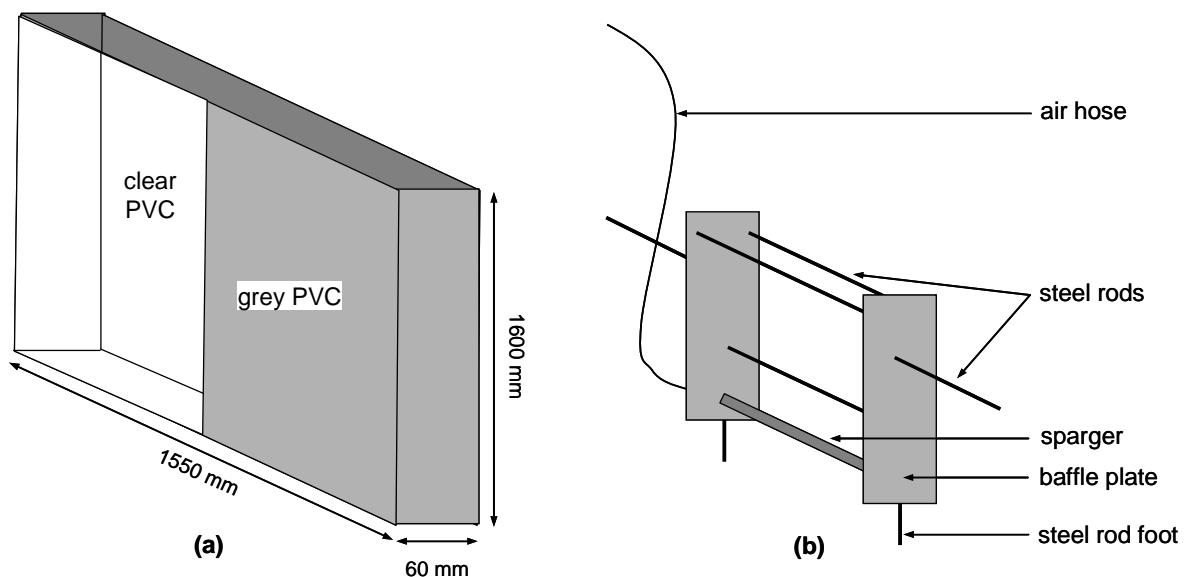 clear
PVC
grey PVC
1600 mm
1550 mm
60 mm
(a)
air hose
steel rods
sparger
baffle plate
steel rod foot
(b)